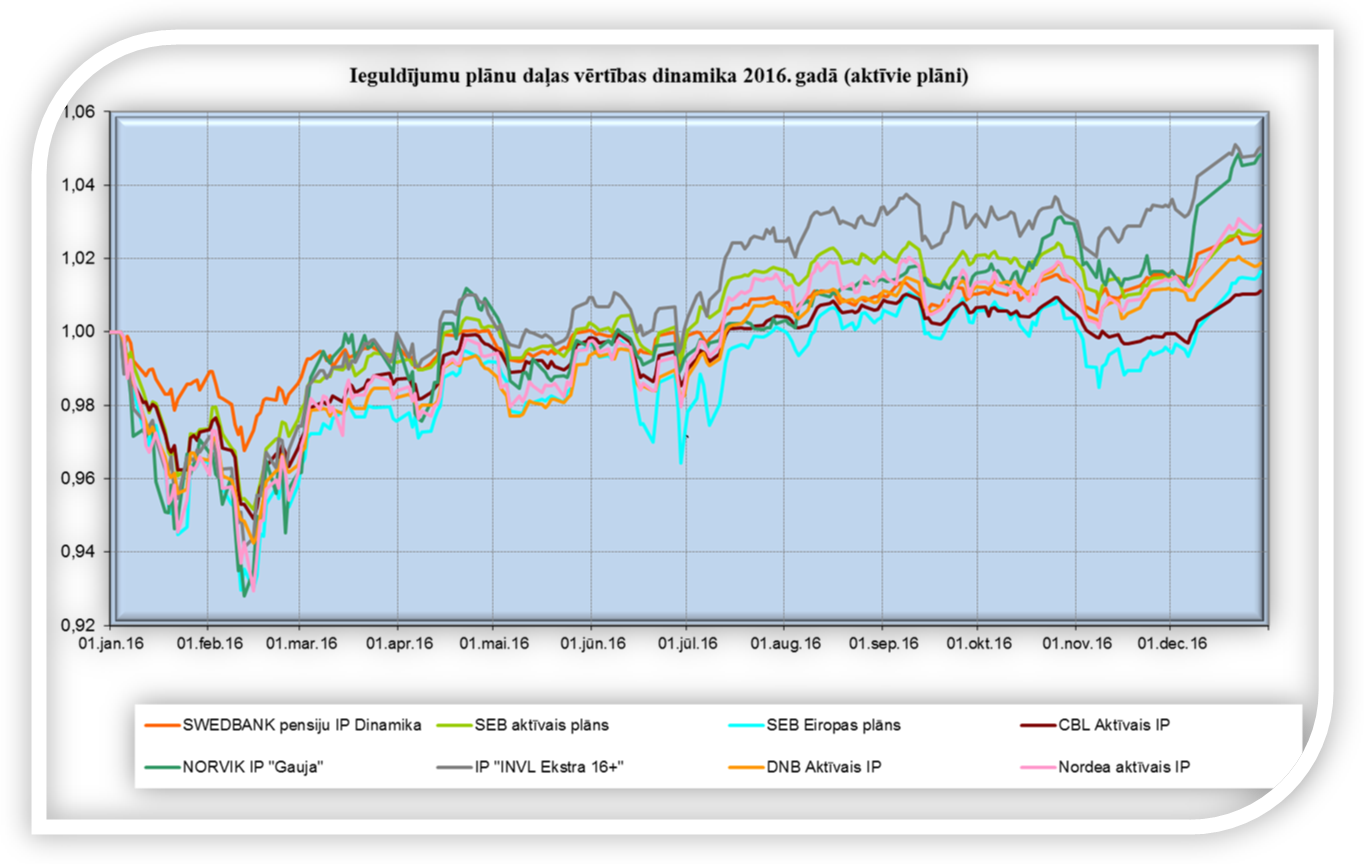 Ieguldījumu plānu daļas vērtības dinamika 2016. gadā (aktīvie plāni)
1,06
1,04
1,02
1,00
0,98
0,96
0,94
0,92
01.jan.16 01.feb.16 01.mar.16 01.apr.16 01.mai.16 01.jūn.16 01.jūl.16 01.aug.16 01.sep.16 01.okt.16 01.nov.16 01.dec.16
SWEDBANK pensiju IP Dinamika SEB aktīvais plāns SEB Eiropas plāns CBL Aktīvais IP
NORVIK IP "Gauja" IP "INVL Ekstra 16+" DNB Aktīvais IP Nordea aktīvais IP